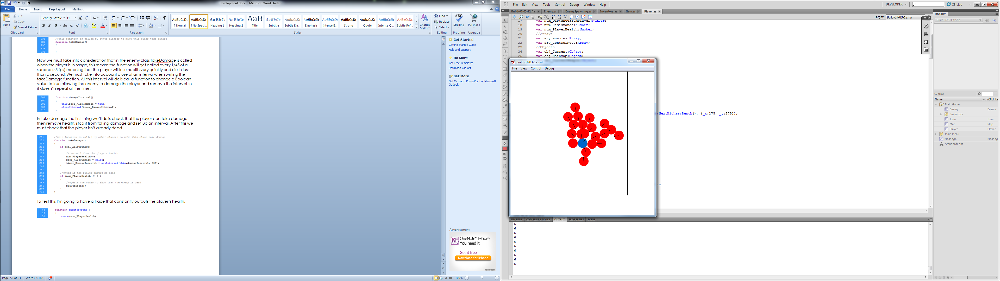 Development.docx - Microsoft Word Starter
File Home Insert Page Layout Mailings
Paste
Cut
Copy
Format Painter
Clipboard
Century Gothic 11
Font
Paragraph
AaBbCcDc AaBbCcDc AaBbC AaBbCc AaB AaBbCc. AaBbCcDc AaBbCcDc AaBbCcDc AaBbCcDc AaBbCcDc AaBbCcDc AABBCCDD
¶ Normal ¶ No Spaci... Heading 1 Heading 2 Title Subtitle Subtle Em... Emphasis Intense E... Strong Quote Intense Q... Subtle Ref...
Styles
Change Styles
Find
Replace
Select
Editing
Spelling
Proofing
Purchase
Upgrade
231 //this function is called by other classes to make this class take damage
232 function takeDamage()
233 {
234
235 }
Now we must take into consideration that in the enemy class takeDamage is called
when the player is in range, this means the function will get called every 1/45 of a
second (45 fps) meaning that the player will lose health very quickly and die in less
than a second. We must take into account a use of an interval when writing the
takeDamage function. All this interval will do is call a function to change a Boolean
value to true allowing the enemy to damage the player and remove the interval so
it doesn't repeat all the time.
306 function damageInterval()
307 {
308 this.bool_AllowDamage = true;
309 clearInterval(timer_DamageInterval);
310 }
In take damage the first thing we'll do is check that the player can take damage
then remove health, stop it from taking damage and set up an interval. After this we
must check that the player isn't already dead.
231 //this function is called by other classes to make this class take damage
232 function takeDamage()
233 {
234 if(bool_AllowDamage)
235 {
236 //remove 1 from the players health
237 num_PlayerHealth--;
238 bool_AllowDamage = false;
239 timer_DamageInterval = setInterval(this.damageInterval, 500);
240 }
241
242 //check if the player should be dead
243 if (num_PlayerHealth <= 0 )
244 {
245 //update the class to show that the enemy is dead
246 playerDead();
247 }
248 }
To test this I'm going to have a trace that constantly outputs the player's health.
48 function onEnterFrame()
49 {
50 trace(num_PlayerHealth);
Get Started
Getting Started Guide
Help and Support
Do More
Get Free Templates
Download Clip Art
Get More
Get Microsoft PowerPoint or Microsoft
Outlook
Advertisement
OneNote™ Mobile.
You need it.
Get it free.
Download for iPhone
Microsoft
Page: 53 of 53 Words: 4,188
100%
Fl File Edit View Tools Control Debug Window Help
DEVELOPER
CS Live
Build-07-03-12.fla Enemy.as EnemySpawning.as Inventory.as Item.as Player.as
Target: Build-07-03-12.fla
17 var num_DistancefromPlayer:Number;
18 var num_Resistance:Number;
19 var num_PlayerHealth:Number;
20 //Arrays
21 var ary_enemies:Array;
22 var ary_ControlKeys:Array;
23 //Objects
24 var obj_Current:Object;
25 var obj_MainMap:Object;
Build-07-03-12.swf
File View Control Debug
tNextHighestDepth(), {_x:275, _y:275});
in
TIMELINE COMPILER ERRORS OUTPUT PROPERTIES SCENE
6
6
6
6
6
6
6
6
6
6
LIBRARY
Build-07-03-12.fla
69 items
Name AS Linka
Main Game
Enemy Enemy
Inventory
Item Item
Map Map
Player Player
Main Menu
Message Messag
StandardFont